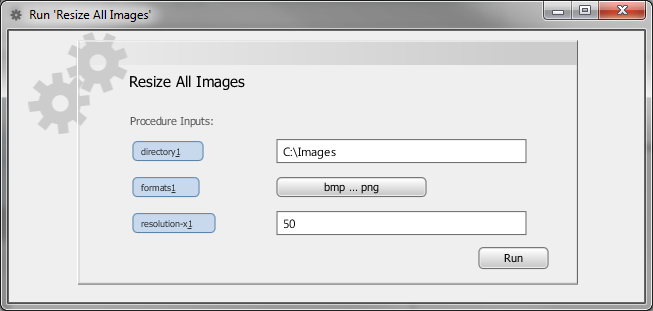 Run 'Resize All Images'
Resize All Images
Procedure Inputs:
directory1 C:\Images
formats1 bmp ... png
resolution-x1 50
Run